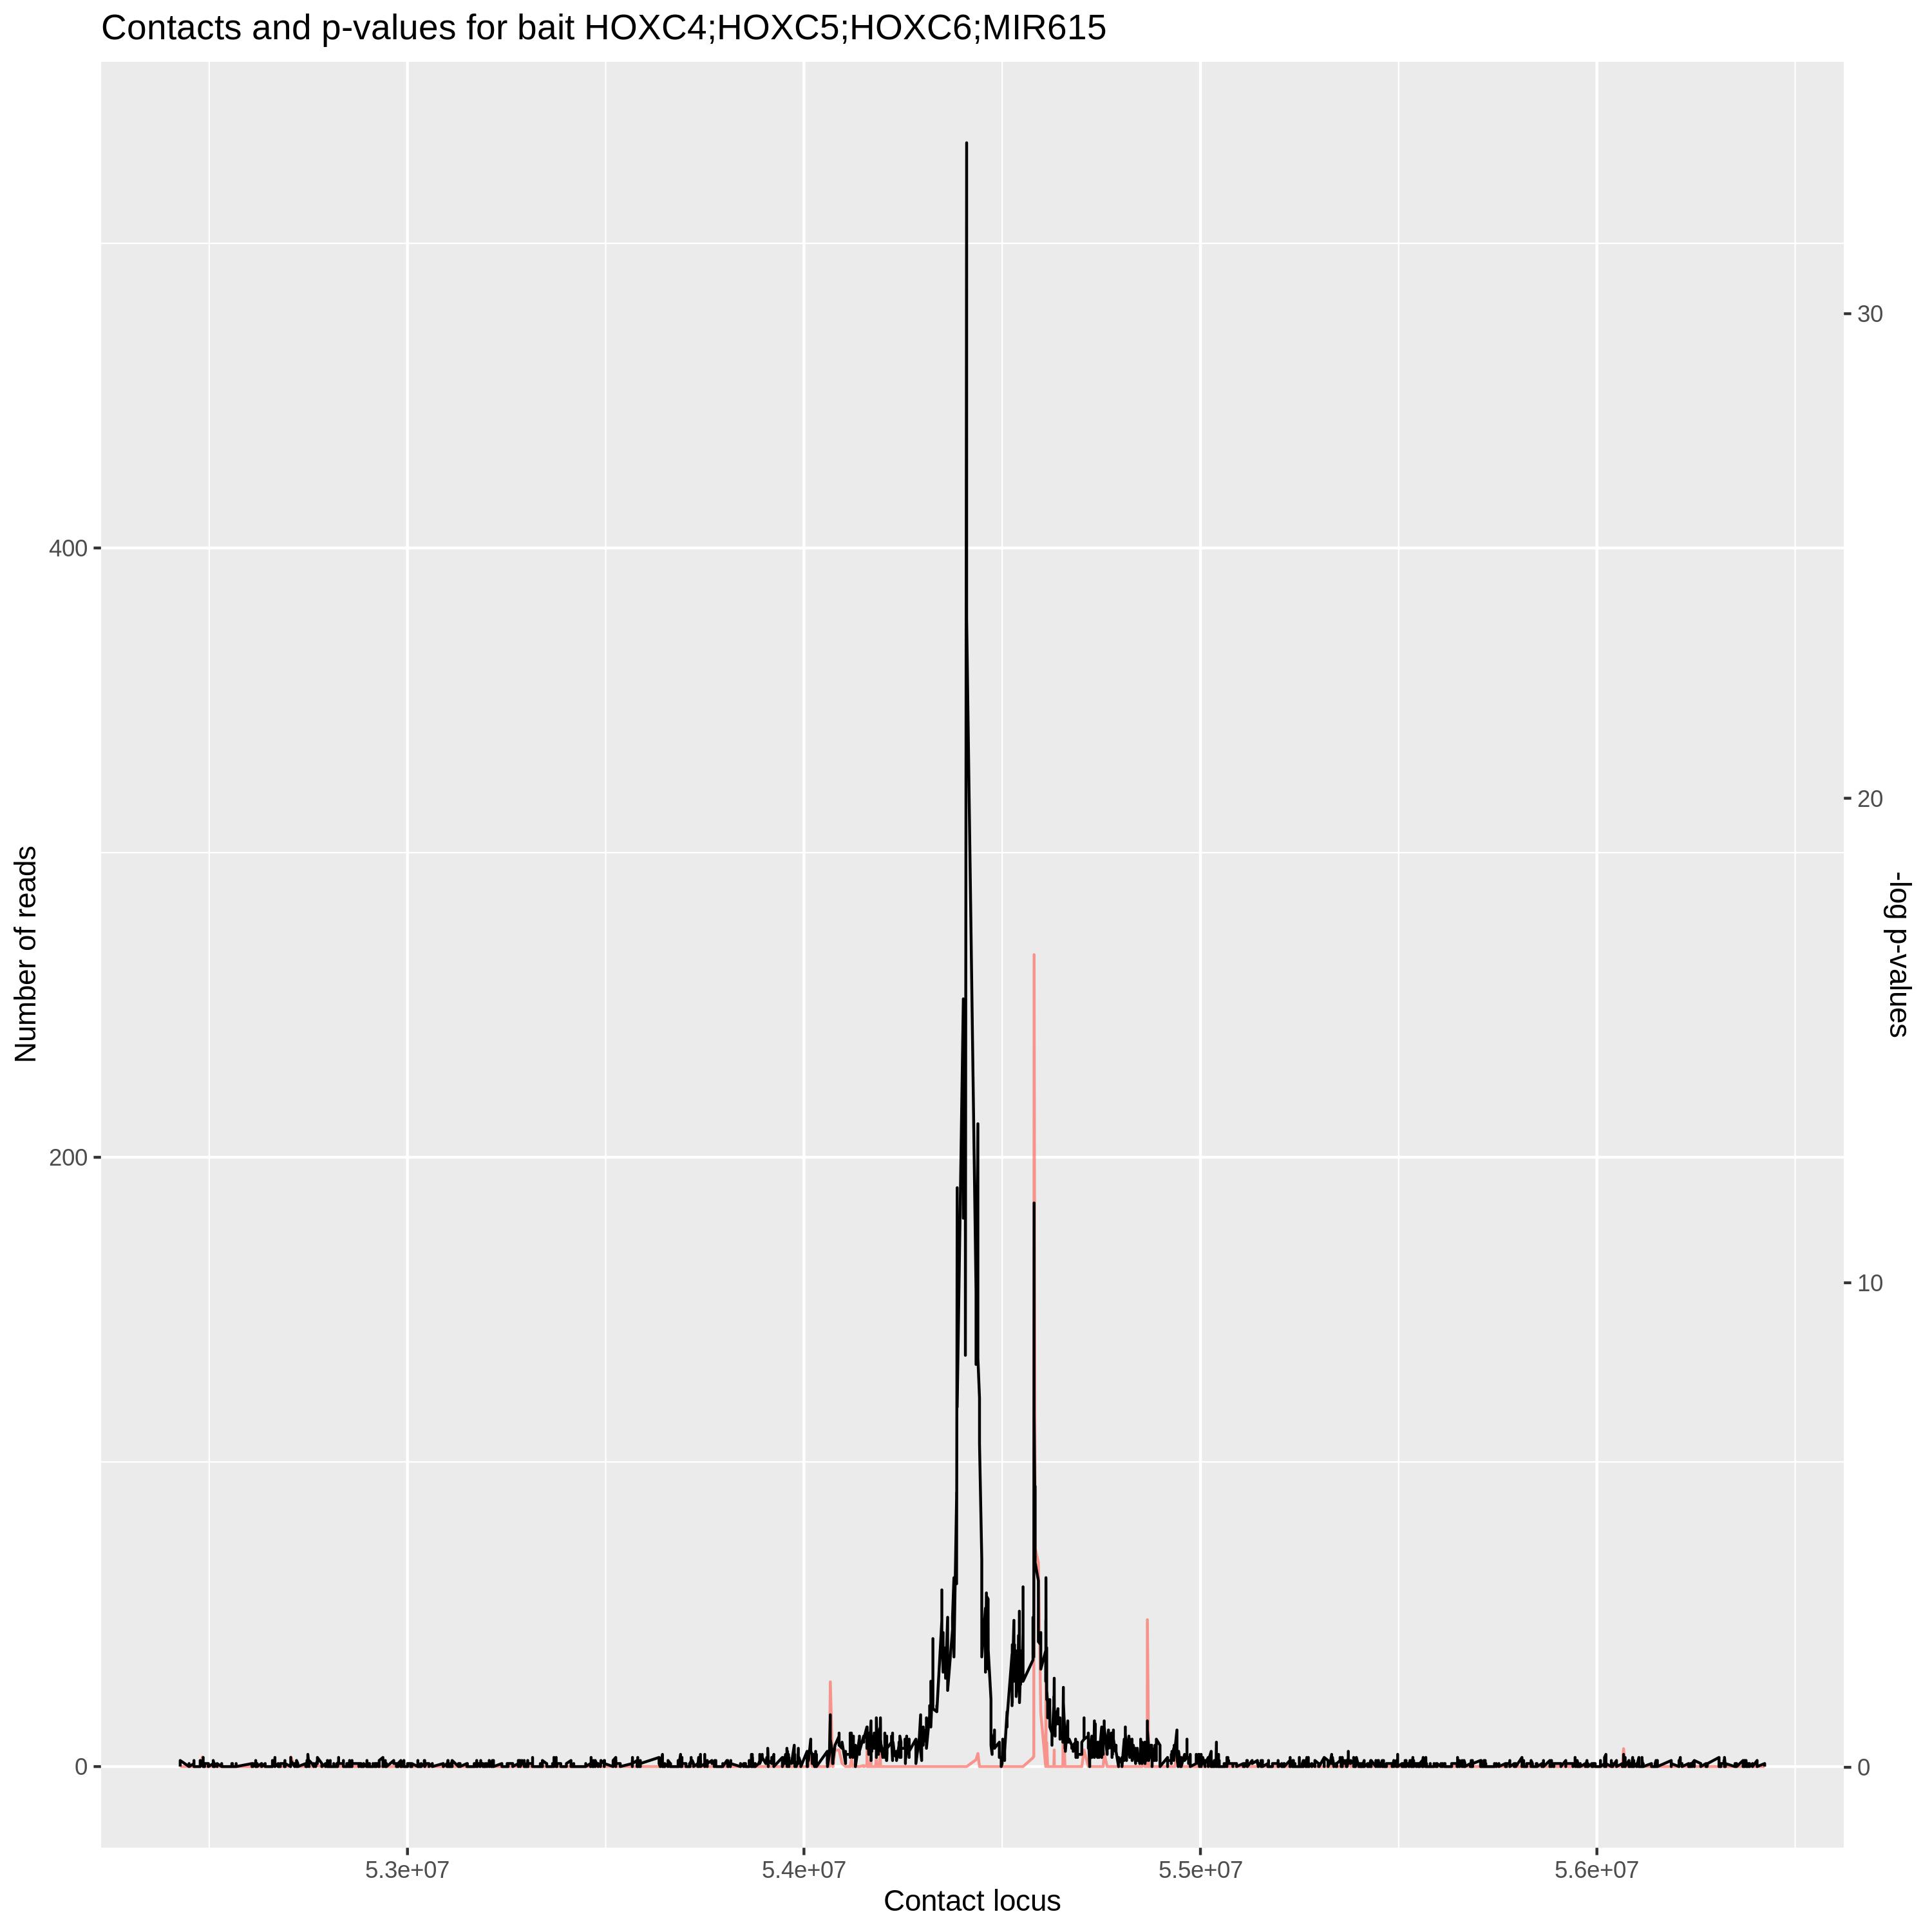 Contacts and p-values for bait HOXC4;HOXC5;HOXC6;MIR615
400
200
0
Number of reads
30
20
10
0
-log p-values
5.3e+07
5.4e+07
5.5e+07
5.6e+07
Contact locus